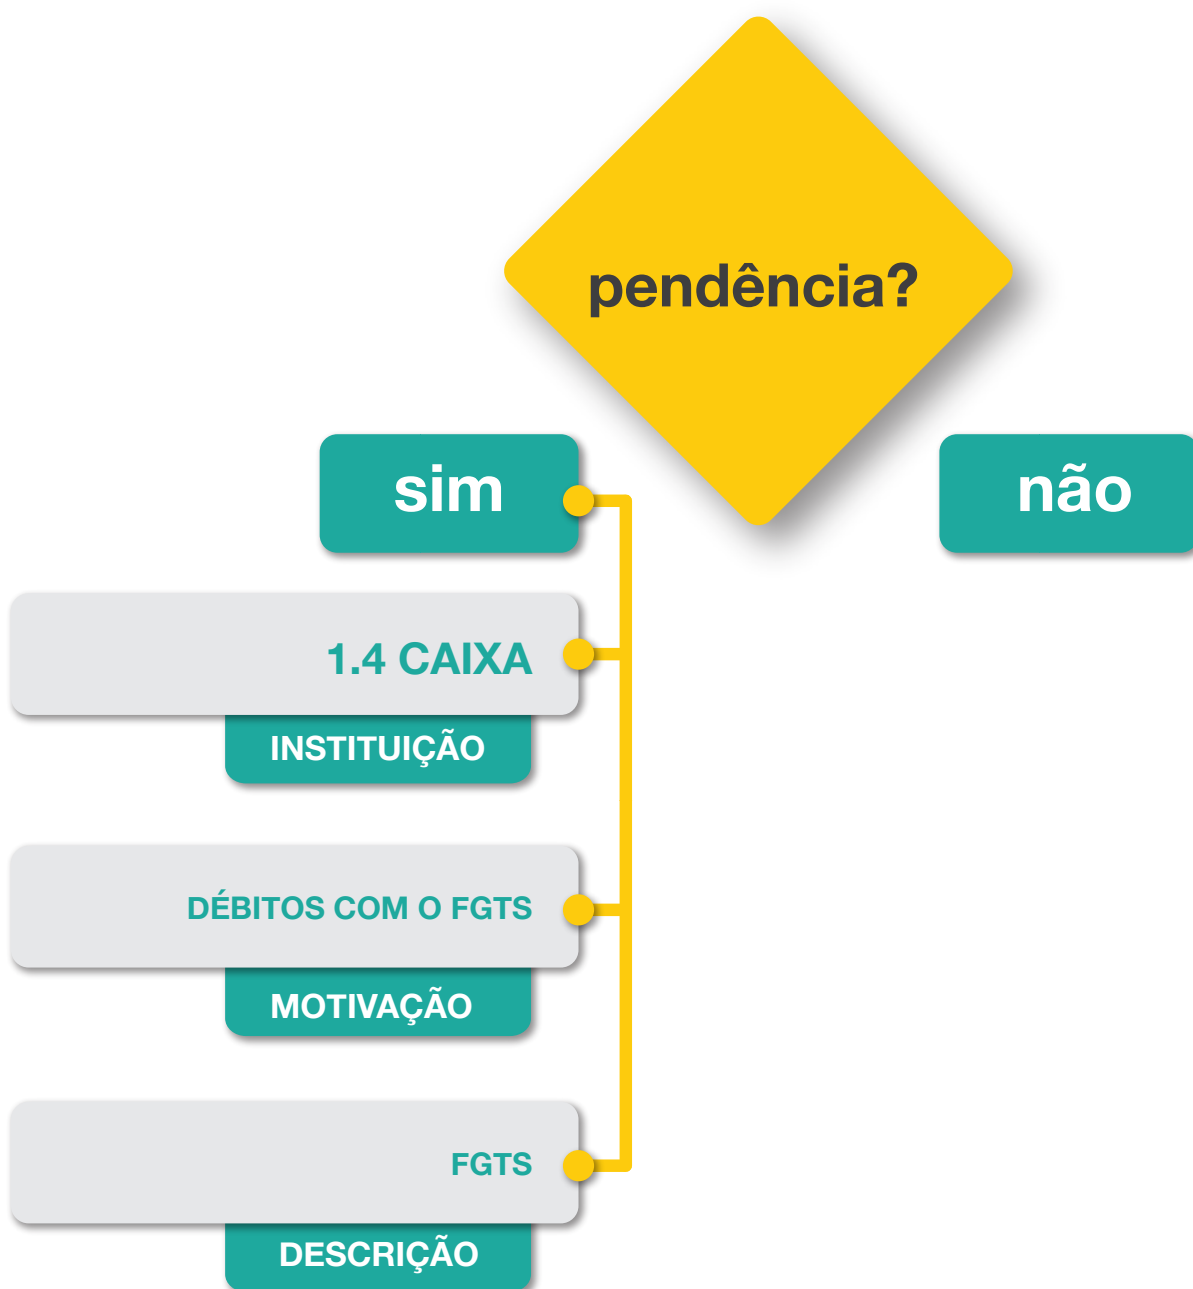 pendência?
sim
não
1.4 CAIXA
INSTITUIÇÃO
DÉBITOS COM O FGTS
MOTIVAÇÃO
FGTS
DESCRIÇÃO